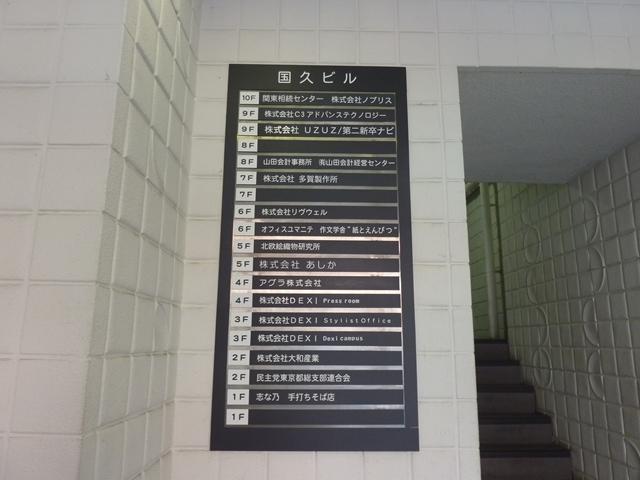 国久ビル
10F 関東相続センター 株式会社ノブリス
9F 株式会社C3アドバンステクノロジー
9F 株式会社 UZUZ/第二新卒ナビ
8F
8F 山田会計事務所 ㈲山田会計経営センター
7F 株式会社 多賀製作所
7F
6F 株式会社リヴウェル
6F オフィスユマニテ 作文学舎"紙とえんぴつ"
5F 北欧絵織物研究所
5F 株式会社 あしか
4F アグラ株式会社
4F 株式会社DEXI Press room
3F 株式会社DEXI Stylist Office
3F 株式会社DEXI Dexi campus
2F 株式会社大和産業
2F 民主党東京都総支部連合会
1F 志な乃 手打ちそば店
1F